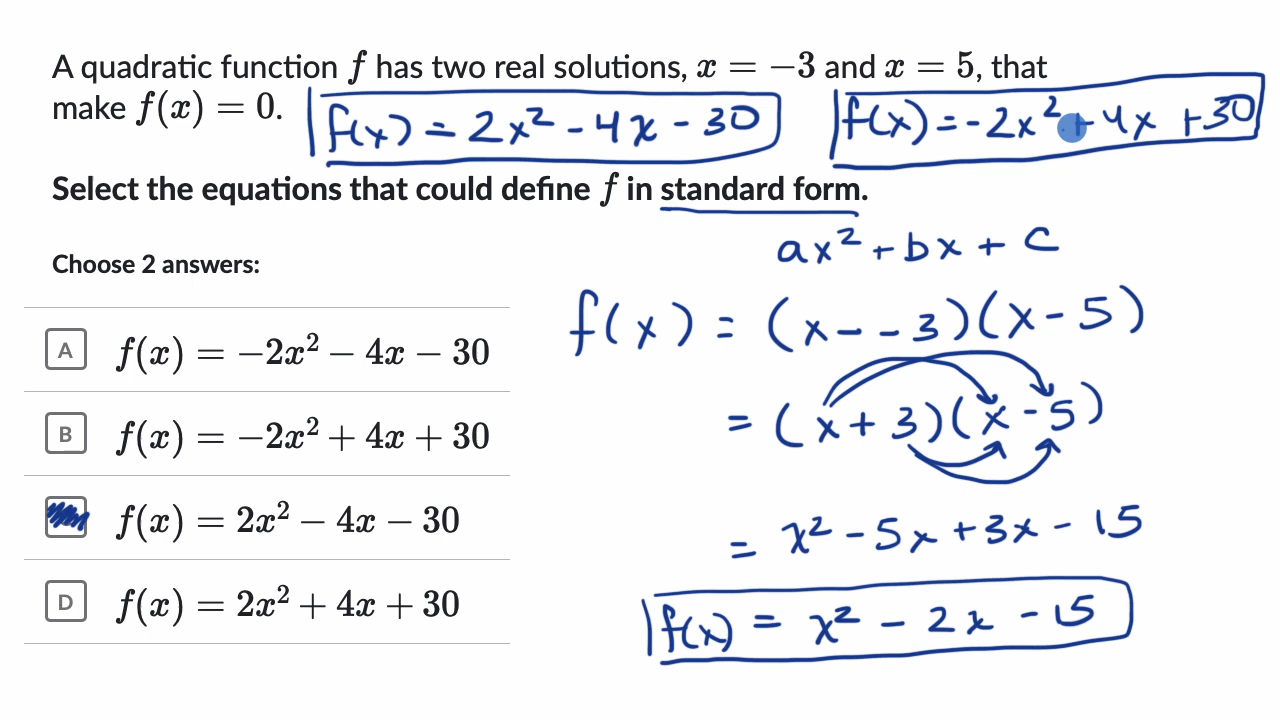 A quadratic function f has two real solutions, x = −3 and x = 5, that
make f(x) = 0.
f(x) = 2x² - 4x - 30
f(x) = -2x² + 4x + 30
Select the equations that could define f in standard form.
ax² + bx + c
Choose 2 answers:
f(x) = (x - - 3)(x - 5)
A f(x) = −2x² − 4x − 30
= (x + 3)(x - 5)
B f(x) = −2x² + 4x + 30
f(x) = 2x² − 4x − 30
= x² - 5x + 3x - 15
D f(x) = 2x² + 4x + 30
f(x) = x² - 2x - 15